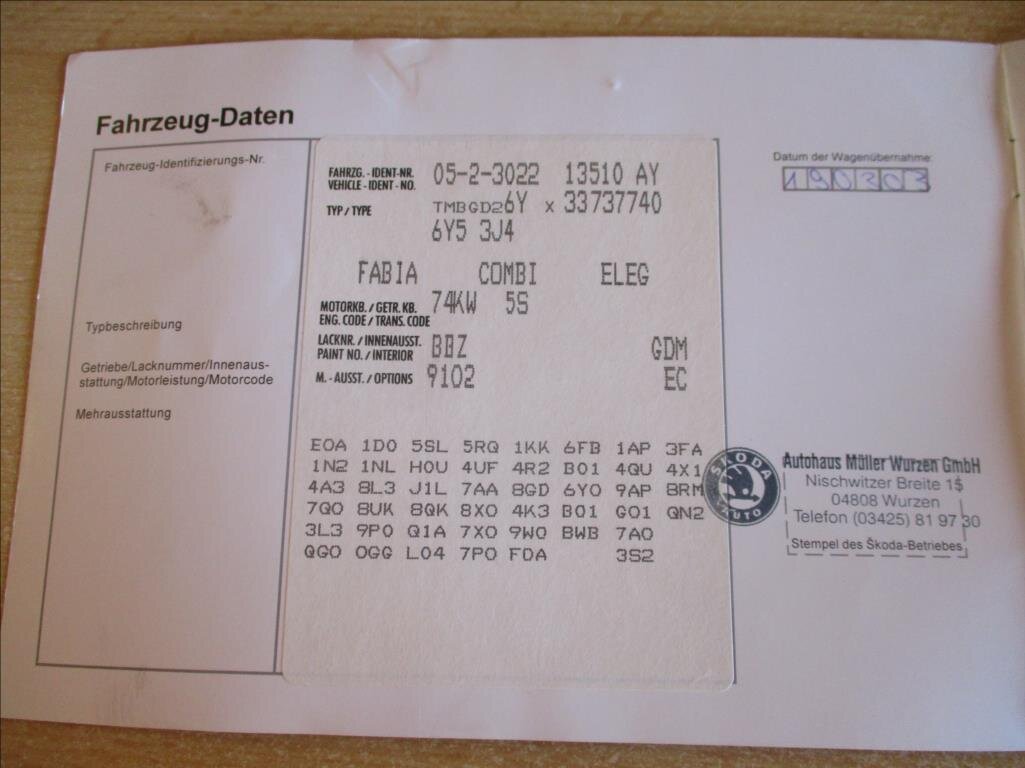 Fahrzeug-Daten
Fahrzeug-Identifizierungs-Nr.
Typbeschreibung
Getriebe/Lacknummer/Innenaus-
stattung/Motorleistung/Motorcode
Mehrausstattung
FAHRZG. - IDENT-NR. 05-2-3022 13510 AY
VEHICLE - IDENT - NO.
TYP / TYPE TMBGD26Y X 33737740
6Y5 3J4
FABIA COMBI ELEG
MOTORKB. / GETR. KB. 74KW 5S
ENG. CODE / TRANS. CODE
LACKNR. / INNENAUSST. BBZ GDM
PAINT NO. / INTERIOR
M. - AUSST. / OPTIONS 9102 EC
E0A 1D0 5SL 5RQ 1KK 6FB 1AP 3FA
1N2 1NL H0U 4UF 4R2 B01 4QU 4X1
4A3 8L3 J1L 7AA 8GD 6Y0 9AP 8RM
7Q0 8UK 8QK 8X0 4K3 B01 G01 QN2
3L3 9P0 Q1A 7X0 9W0 BWB 7A0
QG0 0GG L04 7P0 FDA 3S2
Datum der Wagenübernahme:
190303
ŠKODA
AUTO
Autohaus Müller Wurzen GmbH
Nischwitzer Breite 15
04808 Wurzen
Telefon (03425) 81 97 30
Stempel des Škoda-Betriebes